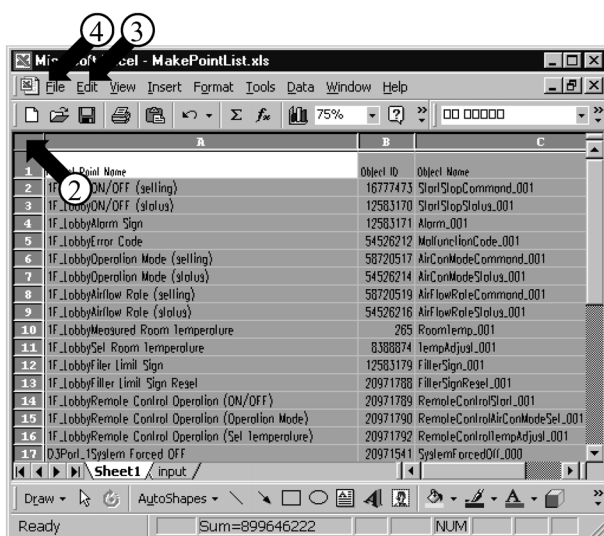 ④ ③
Microsoft Excel - MakePointList.xls
File Edit View Insert Format Tools Data Window Help
75%
A B C
1 Point Name Object ID Object Name
2 ON/OFF (setting) 16777473 StartStopCommand_001
3 1F_LobbyON/OFF (status) 12583170 StartStopStatus_001
4 1F_LobbyAlarm Sign 12583171 Alarm_001
5 1F_LobbyError Code 54526212 MalfunctionCode_001
6 1F_LobbyOperation Mode (setting) 58720517 AirConModeCommand_001
7 1F_LobbyOperation Mode (status) 54526214 AirConModeStatus_001
8 1F_LobbyAirflow Rate (setting) 58720519 AirFlowRateCommand_001
9 1F_LobbyAirflow Rate (status) 54526216 AirFlowRateStatus_001
10 1F_LobbyMeasured Room Temperature 265 RoomTemp_001
11 1F_LobbySet Room Temperature 8388874 TempAdjust_001
12 1F_LobbyFiler Limit Sign 12583179 FilterSign_001
13 1F_LobbyFilter Limit Sign Reset 20971788 FilterSignReset_001
14 1F_LobbyRemote Control Operation (ON/OFF) 20971789 RemoteControlStart_001
15 1F_LobbyRemote Control Operation (Operation Mode) 20971790 RemoteControlAirConModeSet_001
16 1F_LobbyRemote Control Operation (Set Temperature) 20971792 RemoteControlTempAdjust_001
17 D3Port_1System Forced OFF 20971541 SystemForcedOff_000
②
Sheet1 input
Draw AutoShapes
Ready Sum=899646222 NUM